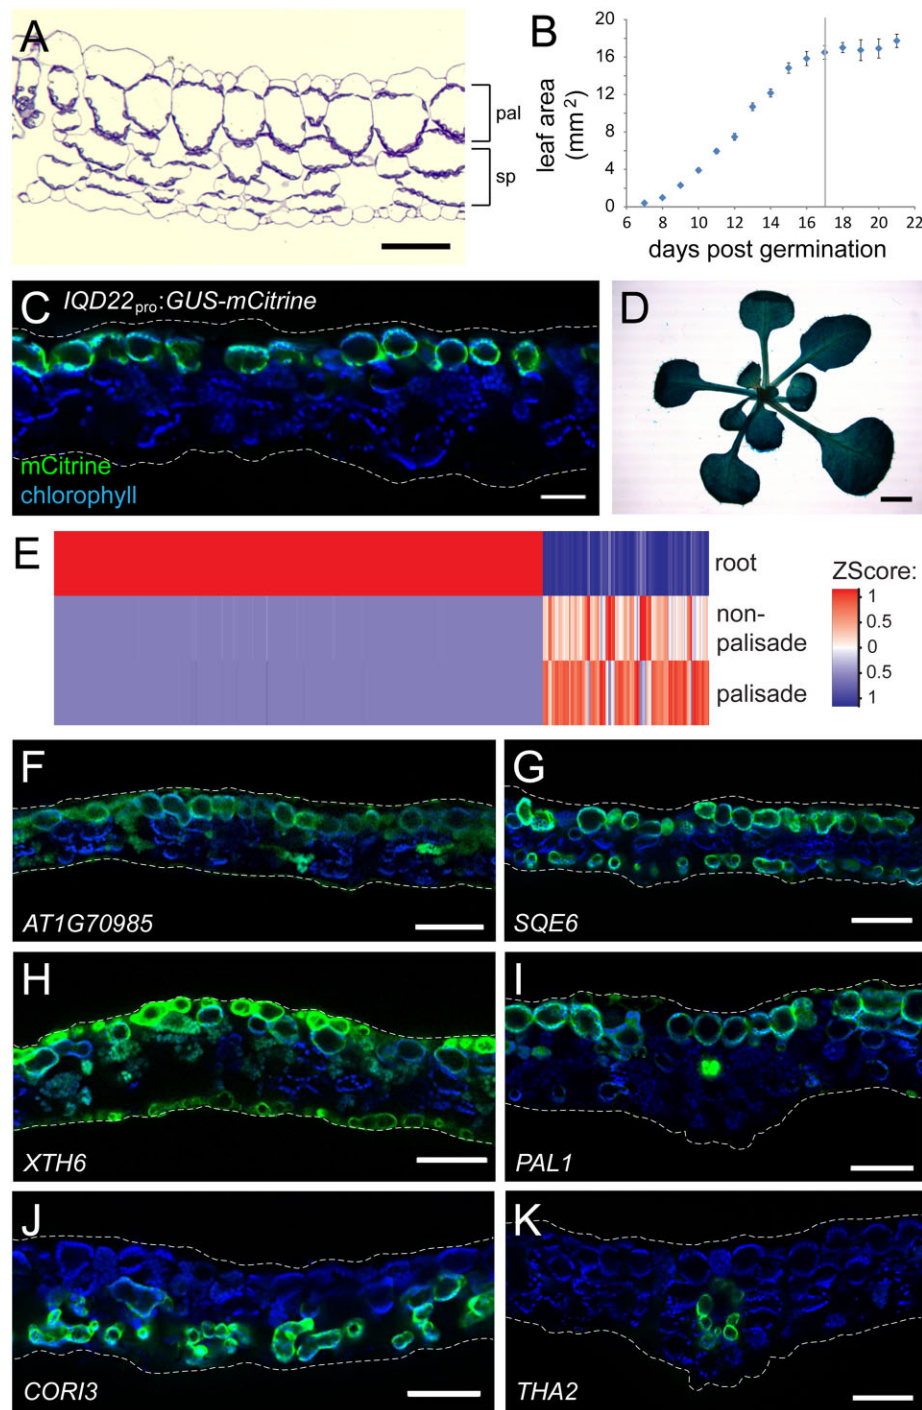 A
pal
sp
B
leaf area
(mm²)
20
16
12
8
4
0
6 8 10 12 14 16 18 20 22
days post germination
C IQD22pro:GUS-mCitrine
mCitrine
chlorophyll
D
E
root
non-
palisade
palisade
ZScore:
1
0.5
0
0.5
1
F
AT1G70985
G
SQE6
H
XTH6
I
PAL1
J
CORI3
K
THA2